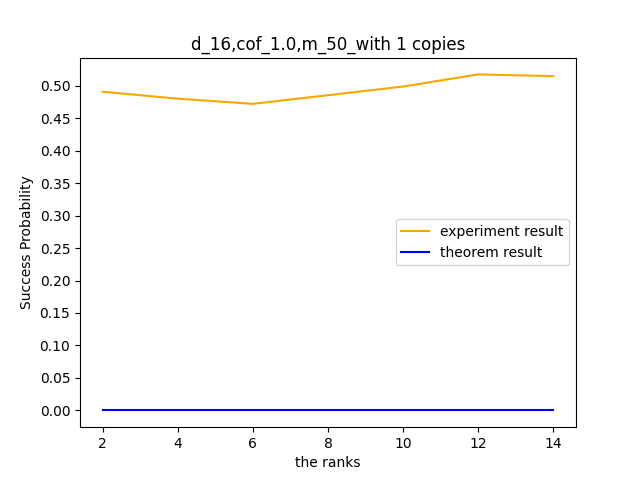 d_16,cof_1.0,m_50_with 1 copies
Success Probability
0.50
0.45
0.40
0.35
0.30
0.25
0.20
0.15
0.10
0.05
0.00
experiment result
theorem result
2 4 6 8 10 12 14
the ranks